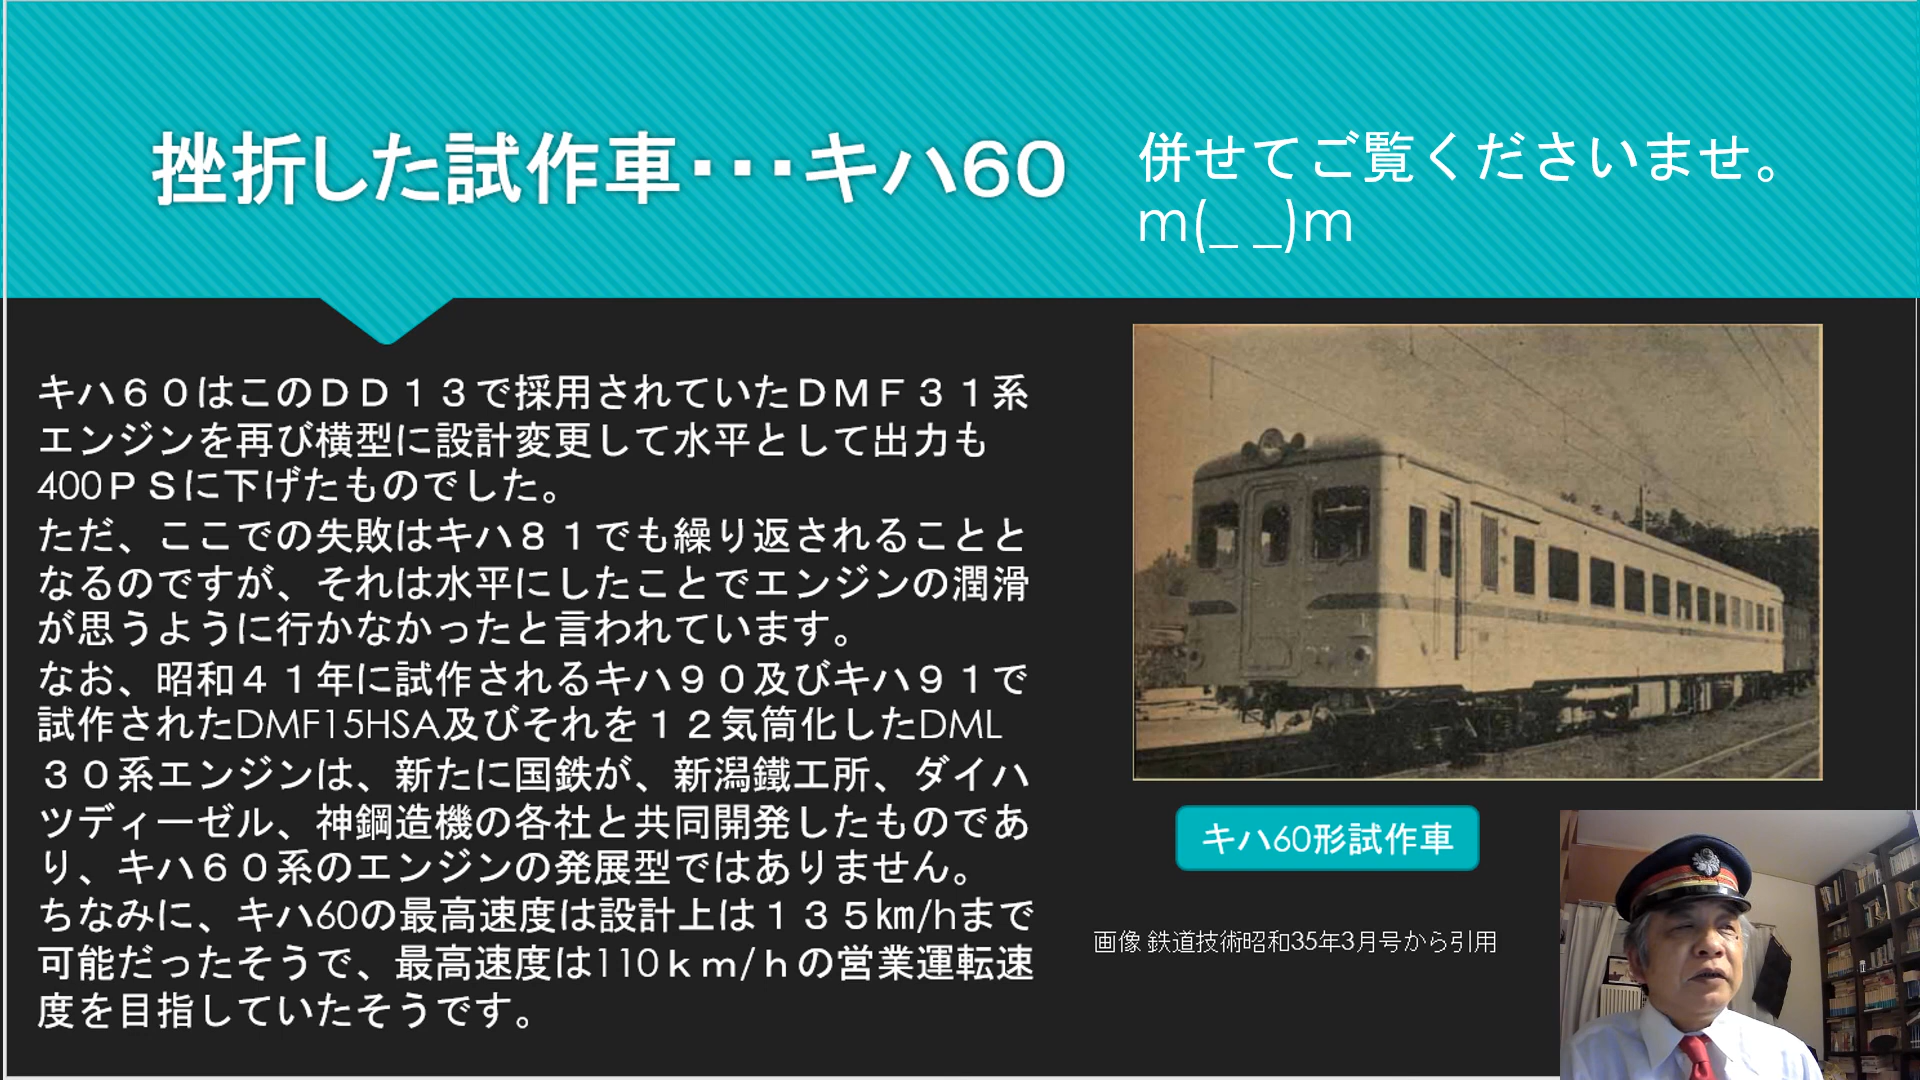 挫折した試作車･･･キハ60
併せてご覧くださいませ。
m(_ _)m
キハ６０はこのＤＤ１３で採用されていたＤＭＦ３１系
エンジンを再び横型に設計変更して水平として出力も
400ＰＳに下げたものでした。
ただ、ここでの失敗はキハ８１でも繰り返されることと
なるのですが、それは水平にしたことでエンジンの潤滑
が思うように行かなかったと言われています。
なお、昭和４１年に試作されるキハ９０及びキハ９１で
試作されたDMF15HSA及びそれを１２気筒化したDML
３０系エンジンは、新たに国鉄が、新潟鐵工所、ダイハ
ツディーゼル、神鋼造機の各社と共同開発したものであ
り、キハ６０系のエンジンの発展型ではありません。
ちなみに、キハ60の最高速度は設計上は１３５㎞/hまで
可能だったそうで、最高速度は110ｋｍ/ｈの営業運転速
度を目指していたそうです。
キハ60形試作車
画像 鉄道技術昭和35年3月号から引用